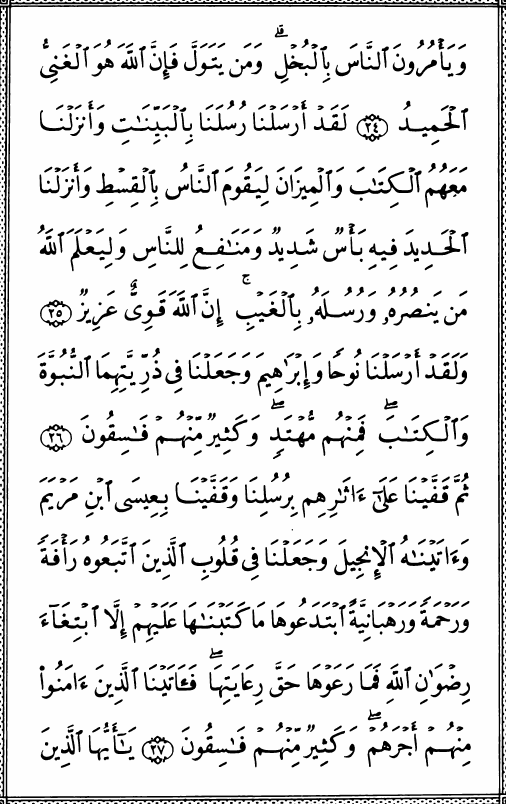 وَيَأْمُرُونَ ٱلنَّاسَ بِٱلْبُخْلِ ۗ وَمَن يَتَوَلَّ فَإِنَّ ٱللَّهَ هُوَ ٱلْغَنِىُّ
ٱلْحَمِيدُ ﴿٢٤﴾ لَقَدْ أَرْسَلْنَا رُسُلَنَا بِٱلْبَيِّنَٰتِ وَأَنزَلْنَا
مَعَهُمُ ٱلْكِتَٰبَ وَٱلْمِيزَانَ لِيَقُومَ ٱلنَّاسُ بِٱلْقِسْطِ وَأَنزَلْنَا
ٱلْحَدِيدَ فِيهِ بَأْسٌ شَدِيدٌ وَمَنَٰفِعُ لِلنَّاسِ وَلِيَعْلَمَ ٱللَّهُ
مَن يَنصُرُهُۥ وَرُسُلَهُۥ بِٱلْغَيْبِ ۚ إِنَّ ٱللَّهَ قَوِىٌّ عَزِيزٌ ﴿٢٥﴾
وَلَقَدْ أَرْسَلْنَا نُوحًا وَإِبْرَٰهِيمَ وَجَعَلْنَا فِى ذُرِّيَّتِهِمَا ٱلنُّبُوَّةَ
وَٱلْكِتَٰبَ ۖ فَمِنْهُم مُّهْتَدٍ ۖ وَكَثِيرٌ مِّنْهُمْ فَٰسِقُونَ ﴿٢٦﴾
ثُمَّ قَفَّيْنَا عَلَىٰٓ ءَاثَٰرِهِم بِرُسُلِنَا وَقَفَّيْنَا بِعِيسَى ٱبْنِ مَرْيَمَ
وَءَاتَيْنَٰهُ ٱلْإِنجِيلَ وَجَعَلْنَا فِى قُلُوبِ ٱلَّذِينَ ٱتَّبَعُوهُ رَأْفَةً
وَرَحْمَةً وَرَهْبَانِيَّةً ٱبْتَدَعُوهَا مَا كَتَبْنَٰهَا عَلَيْهِمْ إِلَّا ٱبْتِغَآءَ
رِضْوَٰنِ ٱللَّهِ فَمَا رَعَوْهَا حَقَّ رِعَايَتِهَا ۖ فَـَٔاتَيْنَا ٱلَّذِينَ ءَامَنُوا۟
مِنْهُمْ أَجْرَهُمْ ۖ وَكَثِيرٌ مِّنْهُمْ فَٰسِقُونَ ﴿٢٧﴾ يَٰٓأَيُّهَا ٱلَّذِينَ